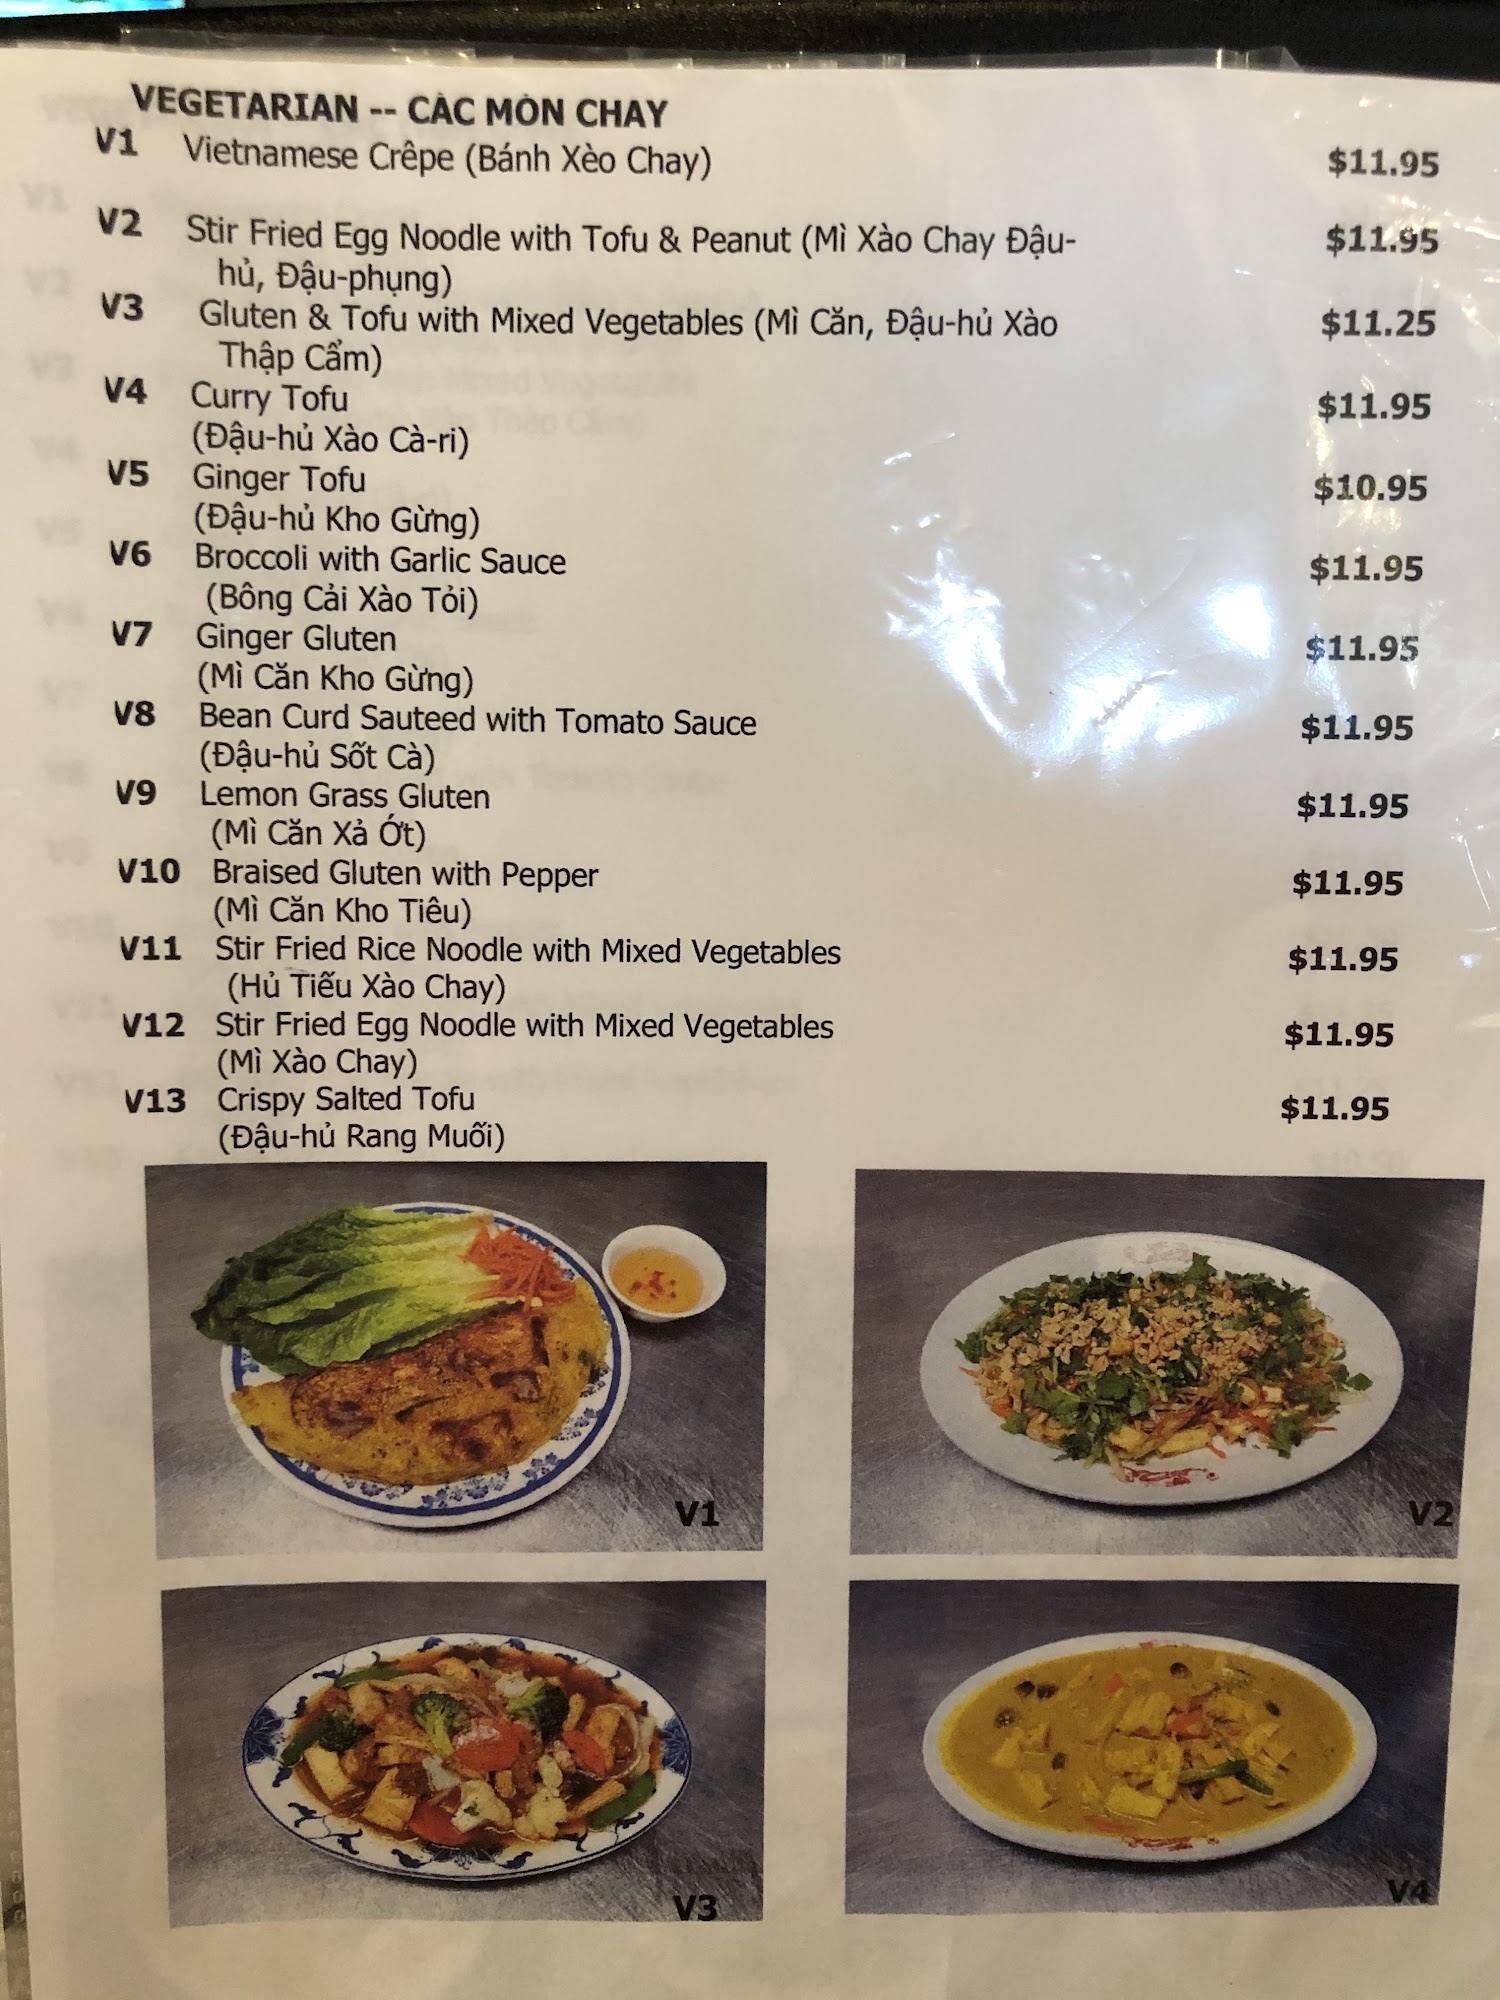 VEGETARIAN -- CÁC MÓN CHAY
V1 Vietnamese Crêpe (Bánh Xèo Chay) $11.95
V2 Stir Fried Egg Noodle with Tofu & Peanut (Mì Xào Chay Đậu- $11.95
hủ, Đậu-phụng)
V3 Gluten & Tofu with Mixed Vegetables (Mì Căn, Đậu-hủ Xào $11.25
Thập Cẩm)
V4 Curry Tofu $11.95
(Đậu-hủ Xào Cà-ri)
V5 Ginger Tofu $10.95
(Đậu-hủ Kho Gừng)
V6 Broccoli with Garlic Sauce $11.95
(Bông Cải Xào Tỏi)
V7 Ginger Gluten $11.95
(Mì Căn Kho Gừng)
V8 Bean Curd Sauteed with Tomato Sauce $11.95
(Đậu-hủ Sốt Cà)
V9 Lemon Grass Gluten $11.95
(Mì Căn Xả Ớt)
V10 Braised Gluten with Pepper $11.95
(Mì Căn Kho Tiêu)
V11 Stir Fried Rice Noodle with Mixed Vegetables $11.95
(Hủ Tiếu Xào Chay)
V12 Stir Fried Egg Noodle with Mixed Vegetables $11.95
(Mì Xào Chay)
V13 Crispy Salted Tofu $11.95
(Đậu-hủ Rang Muối)
V1
V2
V3
V4